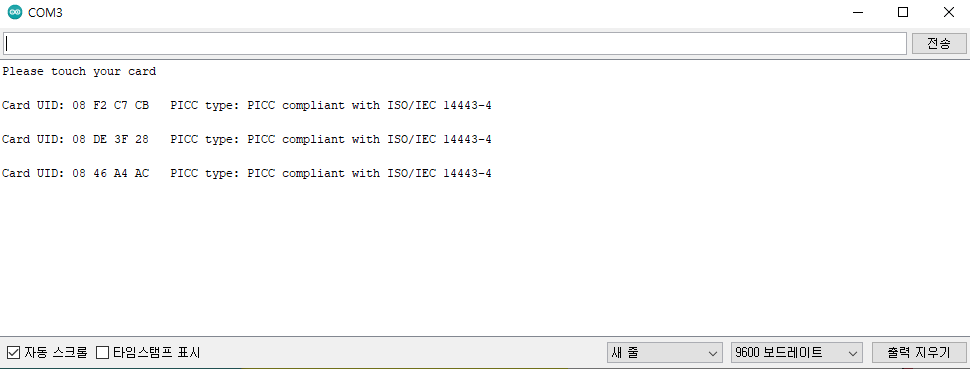 COM3
전송
Please touch your card
Card UID: 08 F2 C7 CB   PICC type: PICC compliant with ISO/IEC 14443-4
Card UID: 08 DE 3F 28   PICC type: PICC compliant with ISO/IEC 14443-4
Card UID: 08 46 A4 AC   PICC type: PICC compliant with ISO/IEC 14443-4
자동 스크롤 타임스탬프 표시 새 줄 9600 보드레이트 출력 지우기